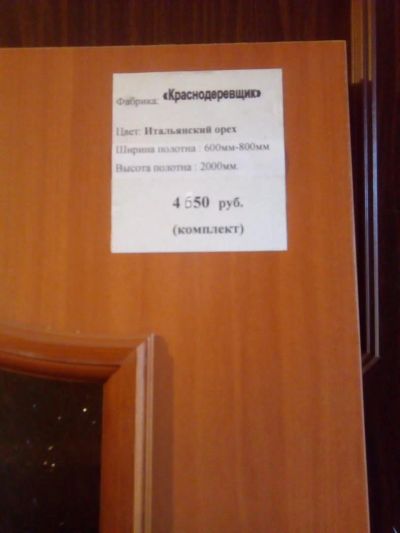 Фабрика: «Краснодеревщик»
Цвет: Итальянский орех
Ширина полотна : 600мм-800мм
Высота полотна : 2000мм.
4 650 руб.
(комплект)